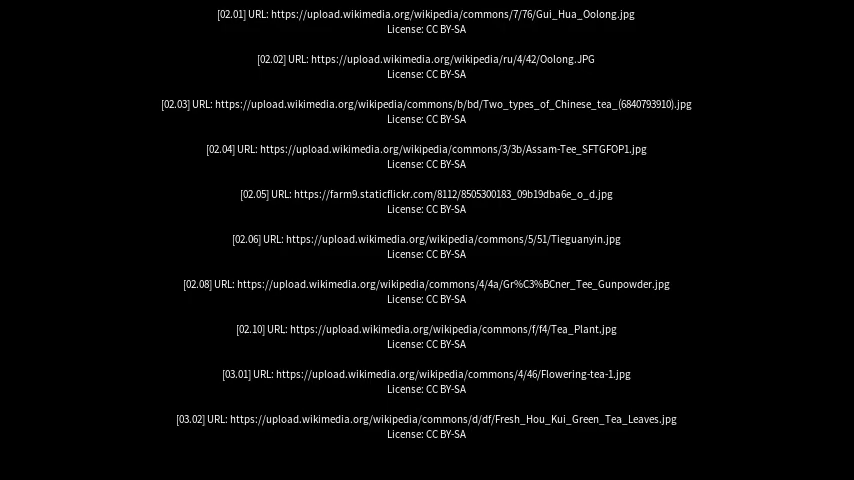 [02.01] URL: https://upload.wikimedia.org/wikipedia/commons/7/76/Gui_Hua_Oolong.jpg
License: CC BY-SA
[02.02] URL: https://upload.wikimedia.org/wikipedia/ru/4/42/Oolong.JPG
License: CC BY-SA
[02.03] URL: https://upload.wikimedia.org/wikipedia/commons/b/bd/Two_types_of_Chinese_tea_(6840793910).jpg
License: CC BY-SA
[02.04] URL: https://upload.wikimedia.org/wikipedia/commons/3/3b/Assam-Tee_SFTGFOP1.jpg
License: CC BY-SA
[02.05] URL: https://farm9.staticflickr.com/8112/8505300183_09b19dba6e_o_d.jpg
License: CC BY-SA
[02.06] URL: https://upload.wikimedia.org/wikipedia/commons/5/51/Tieguanyin.jpg
License: CC BY-SA
[02.08] URL: https://upload.wikimedia.org/wikipedia/commons/4/4a/Gr%C3%BCner_Tee_Gunpowder.jpg
License: CC BY-SA
[02.10] URL: https://upload.wikimedia.org/wikipedia/commons/f/f4/Tea_Plant.jpg
License: CC BY-SA
[03.01] URL: https://upload.wikimedia.org/wikipedia/commons/4/46/Flowering-tea-1.jpg
License: CC BY-SA
[03.02] URL: https://upload.wikimedia.org/wikipedia/commons/d/df/Fresh_Hou_Kui_Green_Tea_Leaves.jpg
License: CC BY-SA